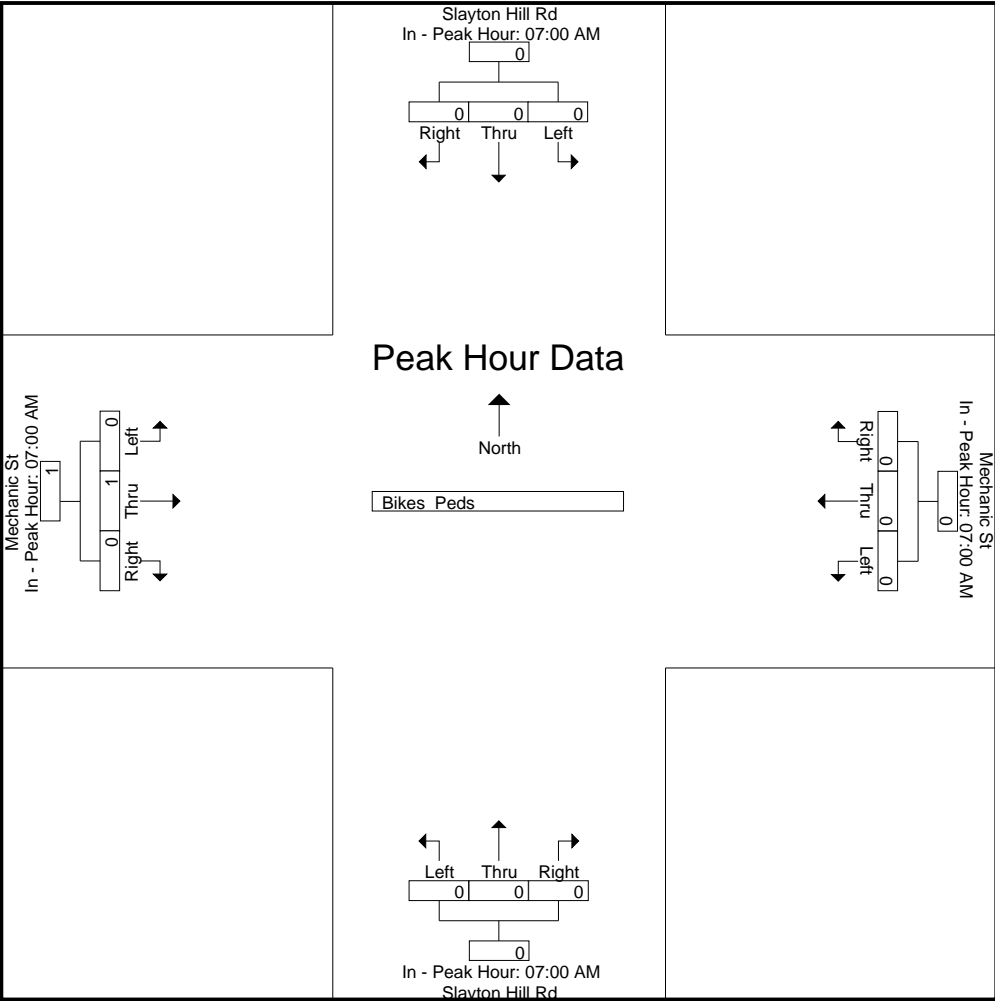 Slayton Hill Rd
In - Peak Hour: 07:00 AM
0
0 0 0
Right Thru Left
Peak Hour Data
North
Bikes Peds
Mechanic St
In - Peak Hour: 07:00 AM
1
0 1 0
Left Thru Right
Mechanic St
In - Peak Hour: 07:00 AM
0
0 0 0
Right Thru Left
Left Thru Right
0 0 0
0
In - Peak Hour: 07:00 AM
Slayton Hill Rd